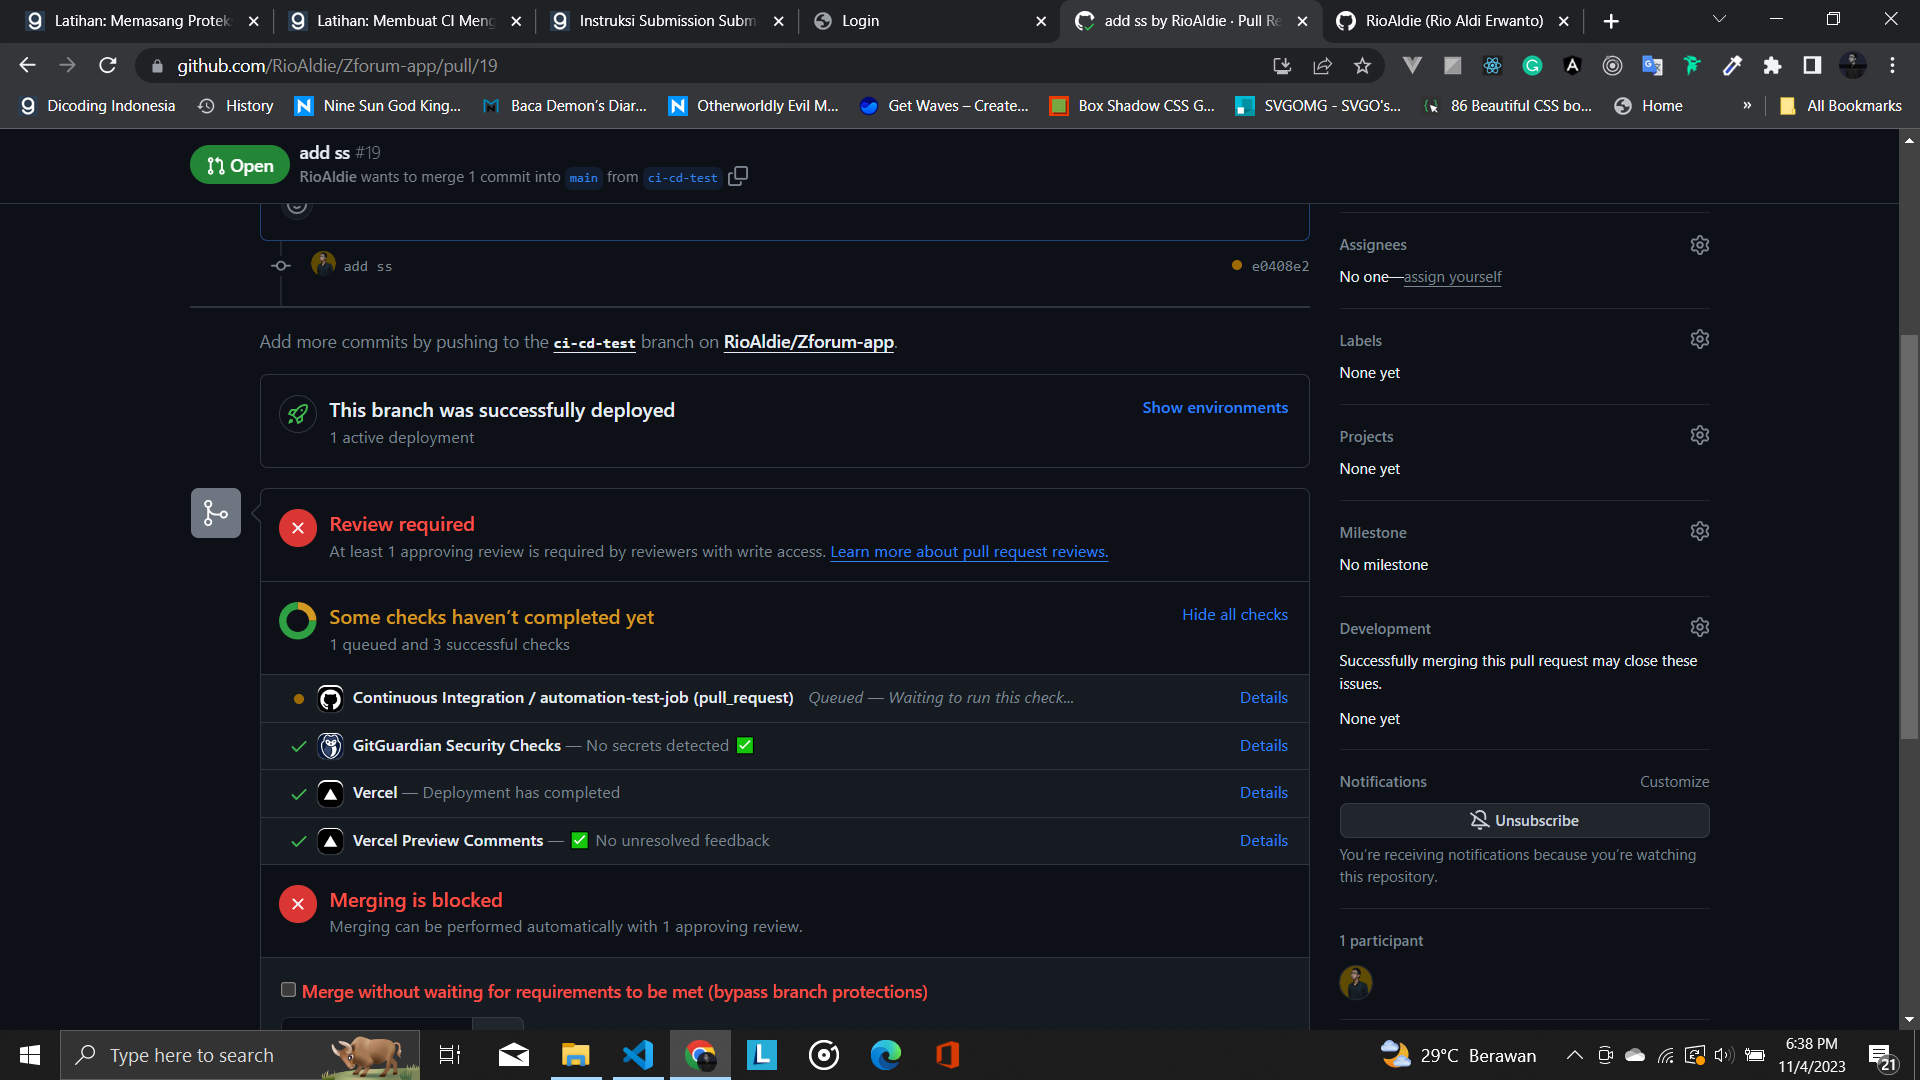 Latihan: Memasang Proteks
Latihan: Membuat CI Meng
Instruksi Submission Subm
Login
add ss by RioAldie · Pull Re
RioAldie (Rio Aldi Erwanto)
github.com/RioAldie/Zforum-app/pull/19
Dicoding Indonesia
History
Nine Sun God King...
Baca Demon's Diar...
Otherworldly Evil M...
Get Waves – Create...
Box Shadow CSS G...
SVGOMG - SVGO's...
86 Beautiful CSS bo...
Home
»
All Bookmarks
Open
add ss #19
RioAldie wants to merge 1 commit into main from ci-cd-test
add ss
e0408e2
Add more commits by pushing to the ci-cd-test branch on RioAldie/Zforum-app.
This branch was successfully deployed
1 active deployment
Show environments
Review required
At least 1 approving review is required by reviewers with write access. Learn more about pull request reviews.
Some checks haven't completed yet
1 queued and 3 successful checks
Hide all checks
Continuous Integration / automation-test-job (pull_request) Queued — Waiting to run this check...
Details
GitGuardian Security Checks — No secrets detected ✅
Details
Vercel — Deployment has completed
Details
Vercel Preview Comments — ✅ No unresolved feedback
Details
Merging is blocked
Merging can be performed automatically with 1 approving review.
Merge without waiting for requirements to be met (bypass branch protections)
Assignees
No one—assign yourself
Labels
None yet
Projects
None yet
Milestone
No milestone
Development
Successfully merging this pull request may close these
issues.
None yet
Notifications
Customize
Unsubscribe
You're receiving notifications because you're watching
this repository.
1 participant
Type here to search
29°C Berawan
6:38 PM
11/4/2023
21